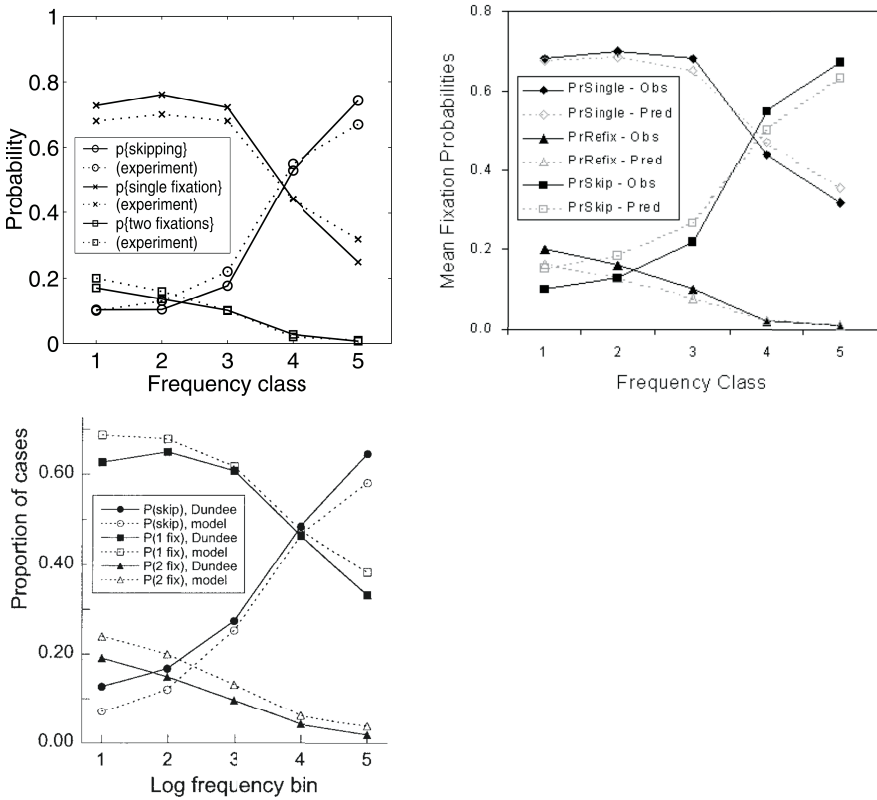 1
0.8
0.6
0.4
0.2
0
Probability
p{skipping}
(experiment)
p{single fixation}
(experiment)
p{two fixations}
(experiment)
1 2 3 4 5
Frequency class
0.8
0.6
0.4
0.2
0.0
Mean Fixation Probabilities
PrSingle - Obs
PrSingle - Pred
PrRefix - Obs
PrRefix - Pred
PrSkip - Obs
PrSkip - Pred
1 2 3 4 5
Frequency Class
0.60
0.40
0.20
0.00
Proportion of cases
P(skip), Dundee
P(skip), model
P(1 fix), Dundee
P(1 fix), model
P(2 fix), Dundee
P(2 fix), model
1 2 3 4 5
Log frequency bin